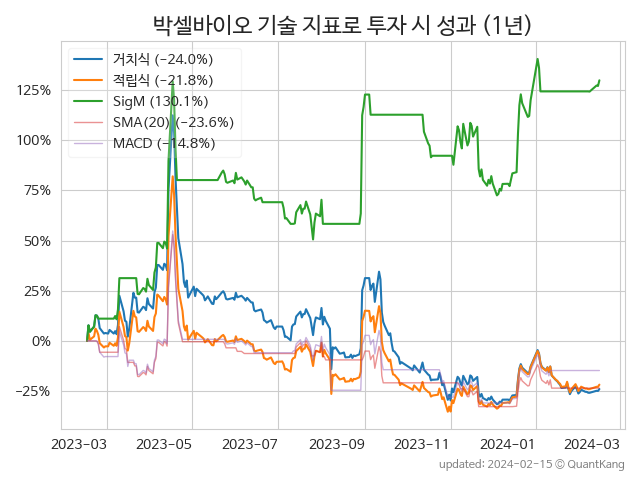 박셀바이오 기술 지표로 투자 시 성과 (1년)
거치식 (−24.0%)
적립식 (−21.8%)
SigM (130.1%)
SMA(20) (−23.6%)
MACD (−14.8%)
125%
100%
75%
50%
25%
0%
−25%
2023-03 2023-05 2023-07 2023-09 2023-11 2024-01 2024-03
updated: 2024-02-15 © QuantKang